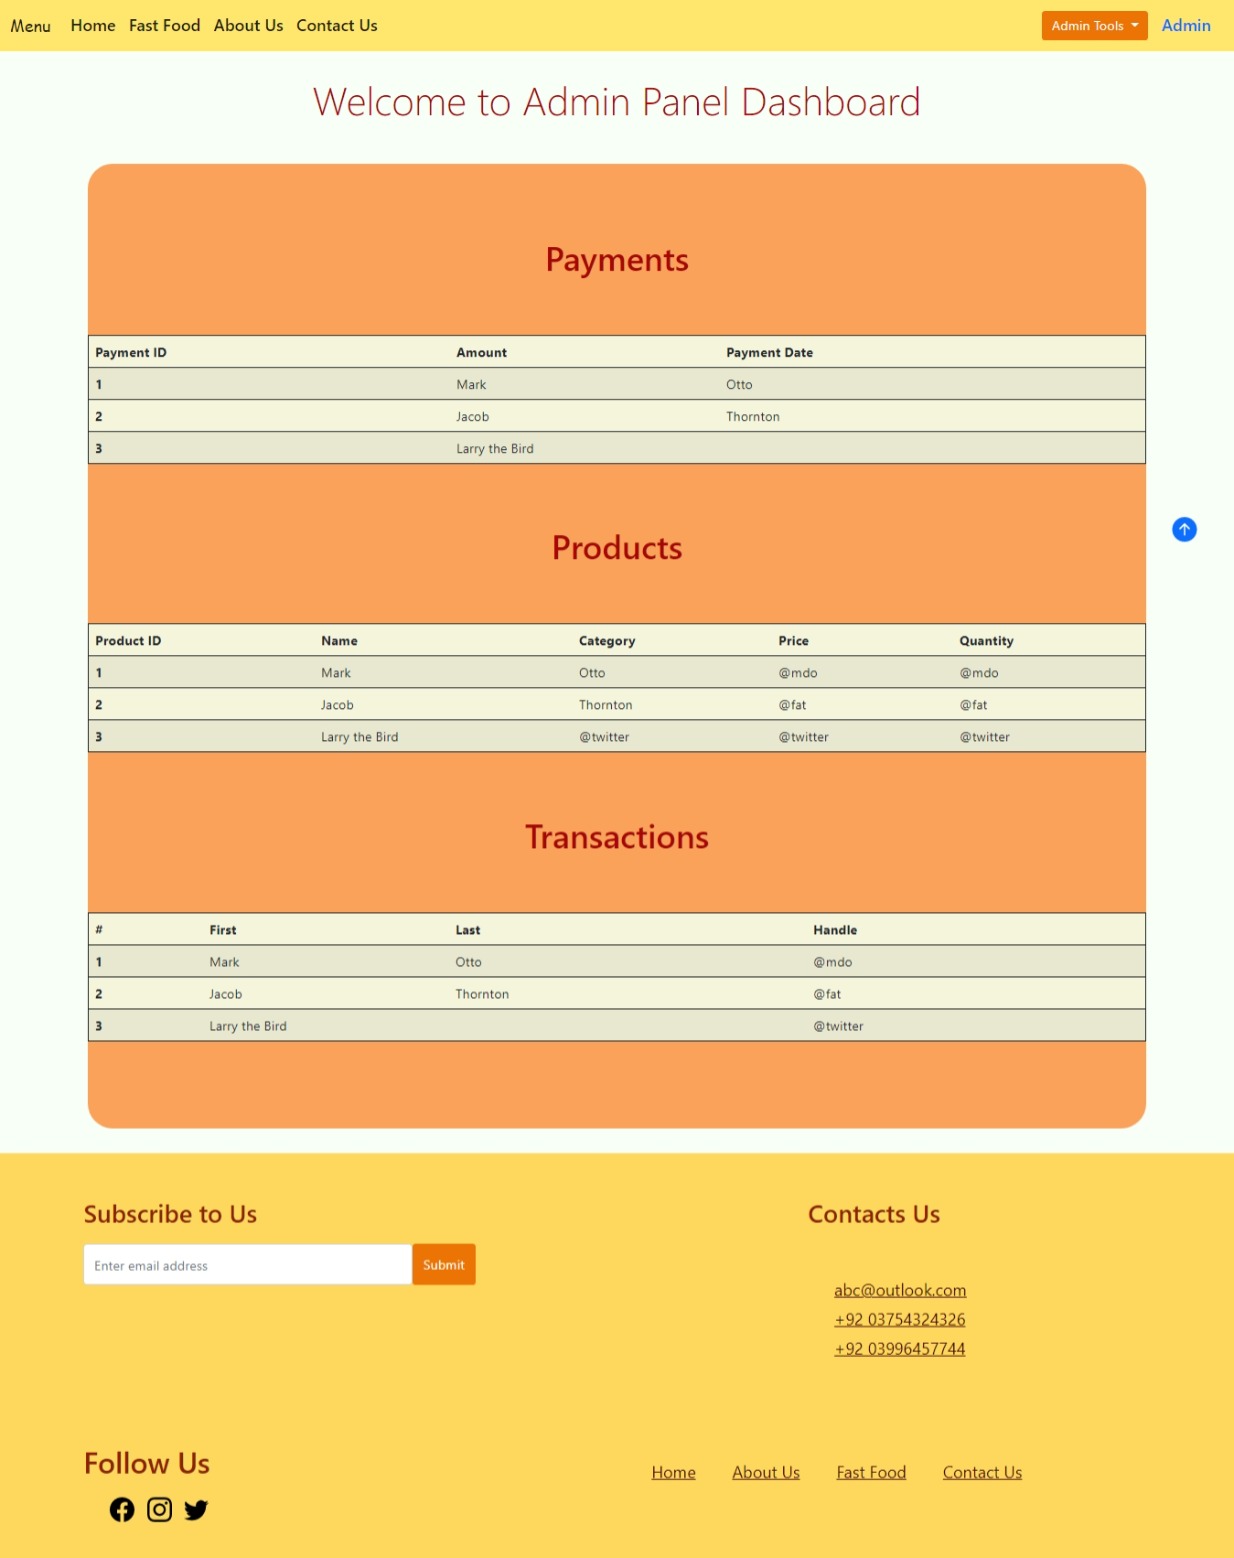 Menu Home Fast Food About Us Contact Us Admin Tools Admin
Welcome to Admin Panel Dashboard
Payments
Payment ID Amount Payment Date
1 Mark Otto
2 Jacob Thornton
3 Larry the Bird
Products
Product ID Name Category Price Quantity
1 Mark Otto @mdo @mdo
2 Jacob Thornton @fat @fat
3 Larry the Bird @twitter @twitter @twitter
Transactions
# First Last Handle
1 Mark Otto @mdo
2 Jacob Thornton @fat
3 Larry the Bird @twitter
Subscribe to Us
Enter email address Submit
Contacts Us
abc@outlook.com
+92 03754324326
+92 03996457744
Follow Us
Home About Us Fast Food Contact Us